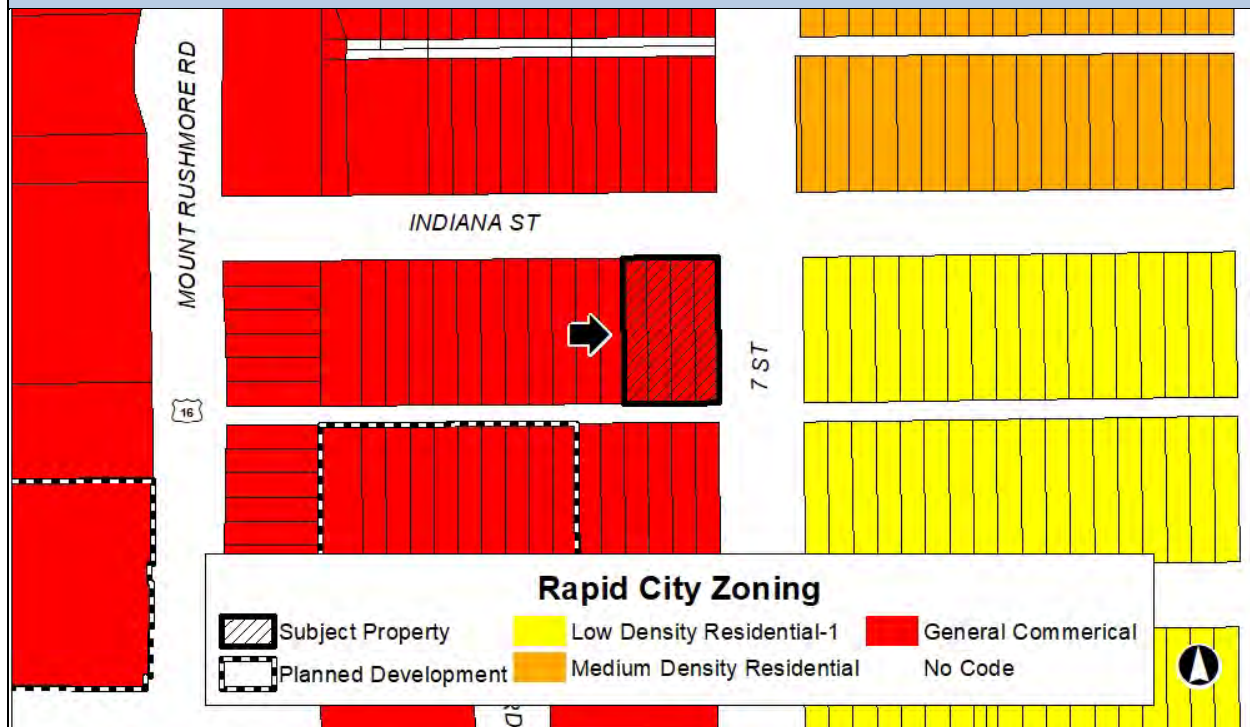 MOUNT RUSHMORE RD
INDIANA ST
7 ST
16
Rapid City Zoning
Subject Property
Low Density Residential-1
General Commerical
Planned Development
Medium Density Residential
No Code
RD